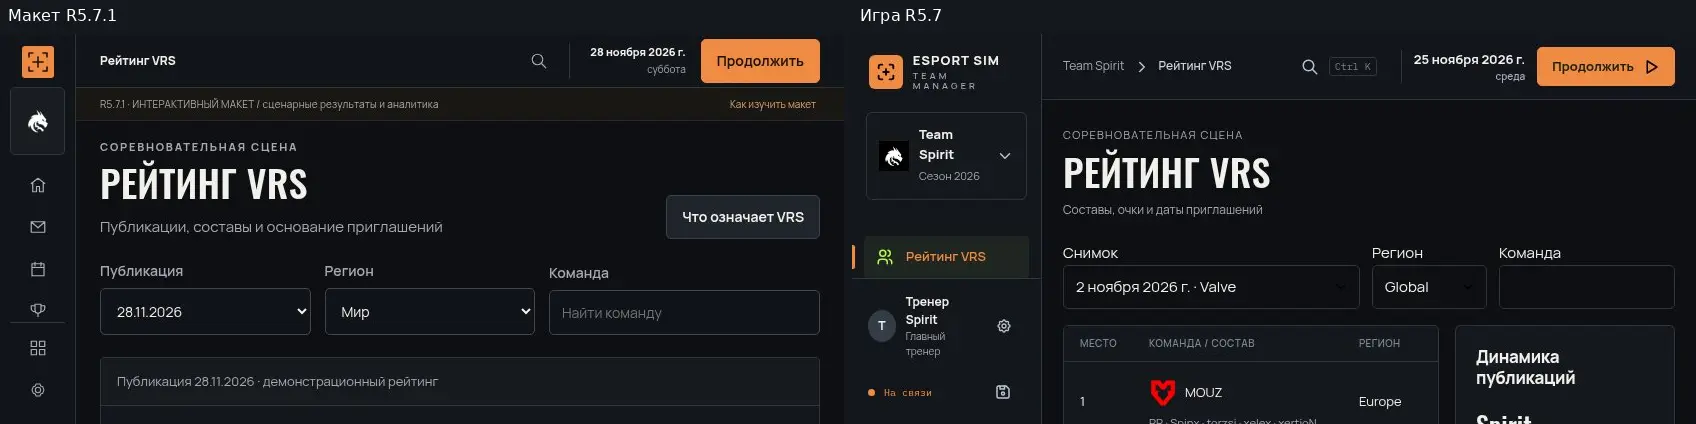 Макет R5.7.1
Рейтинг VRS
28 ноября 2026 г.
суббота
Продолжить
R5.7.1 · ИНТЕРАКТИВНЫЙ МАКЕТ / сценарные результаты и аналитика
Как изучить макет
СОРЕВНОВАТЕЛЬНАЯ СЦЕНА
РЕЙТИНГ VRS
Публикации, составы и основание приглашений
Что означает VRS
Публикация
Регион
Команда
28.11.2026
Мир
Найти команду
Публикация 28.11.2026 · демонстрационный рейтинг
Игра R5.7
ESPORT SIM
TEAM
MANAGER
Team
Spirit
Сезон 2026
Рейтинг VRS
Тренер
Spirit
Главный
тренер
Т
На связи
Team Spirit
Рейтинг VRS
Ctrl K
25 ноября 2026 г.
среда
Продолжить
СОРЕВНОВАТЕЛЬНАЯ СЦЕНА
РЕЙТИНГ VRS
Составы, очки и даты приглашений
Снимок
Регион
Команда
2 ноября 2026 г. · Valve
Global
МЕСТО
КОМАНДА / СОСТАВ
РЕГИОН
1
MOUZ
Europe
Динамика
публикаций
Spirit